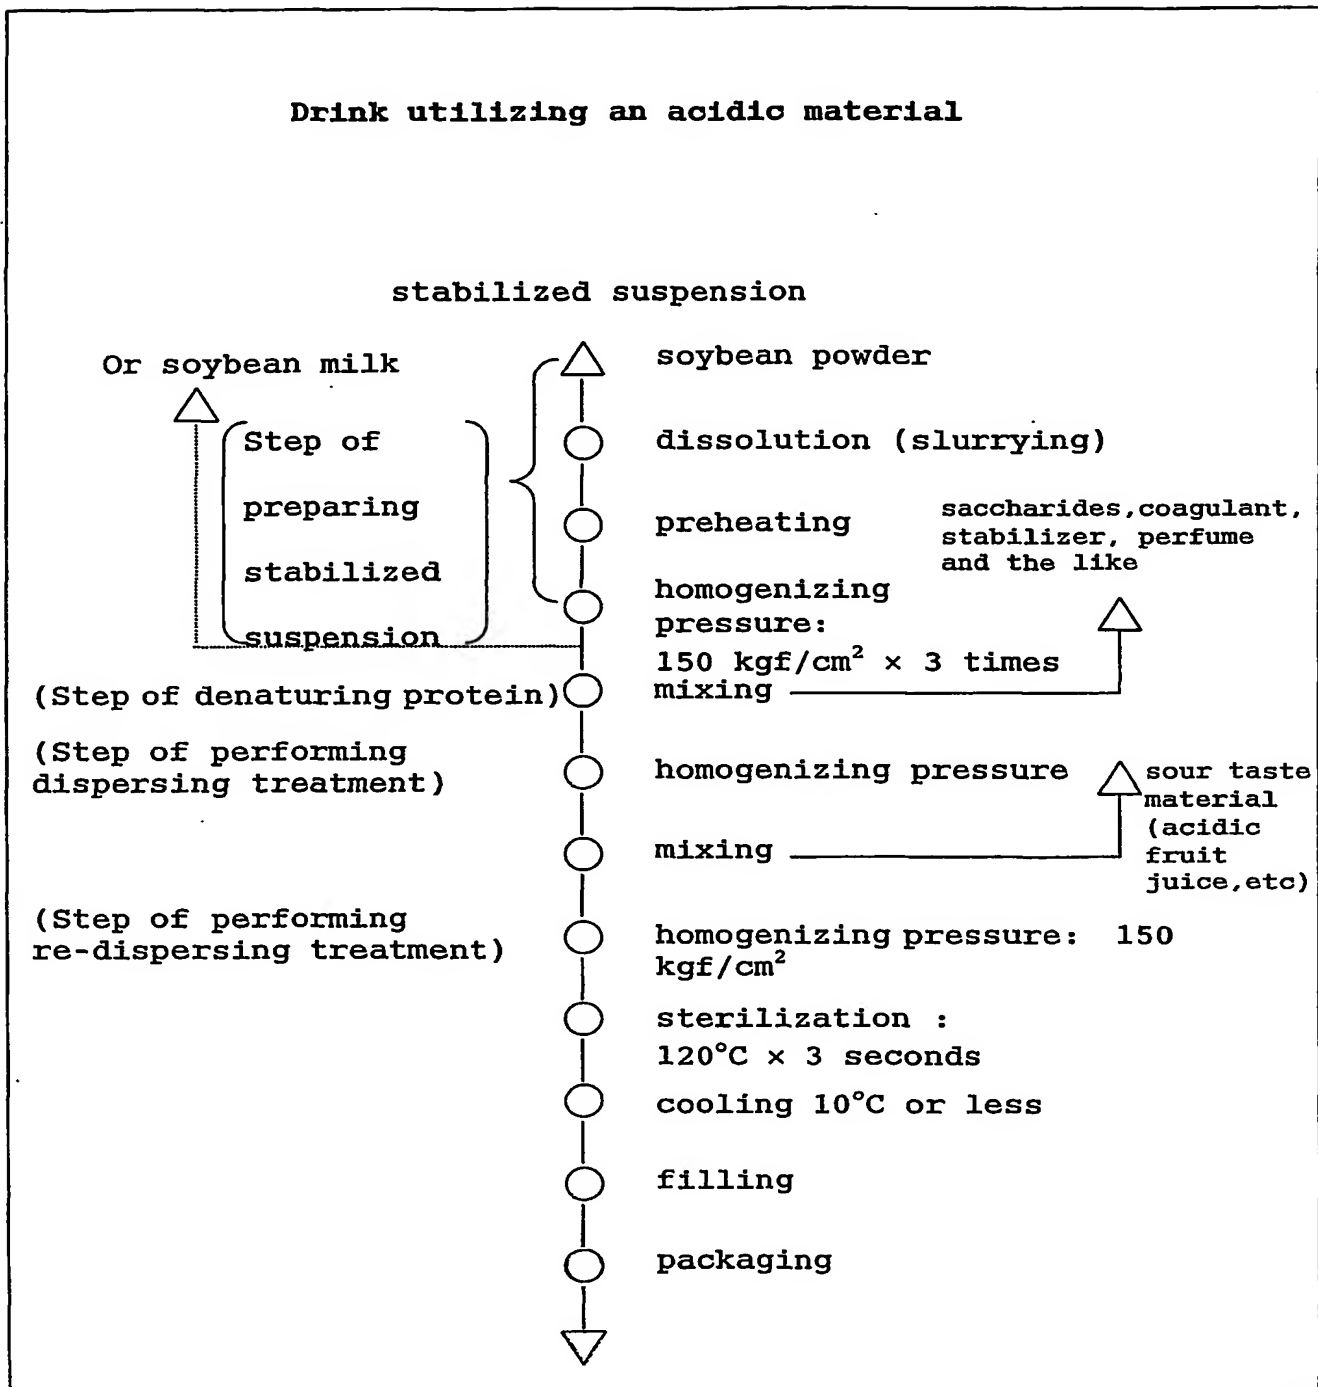 Drink utilizing an acidic material
stabilized suspension
Or soybean milk
soybean powder
Step of
preparing
stabilized
suspension
dissolution (slurrying)
preheating
saccharides,coagulant,
stabilizer, perfume
and the like
homogenizing
pressure:
150 kgf/cm² × 3 times
(Step of denaturing protein)
mixing
(Step of performing
dispersing treatment)
homogenizing pressure
sour taste
material
(acidic
fruit
juice,etc)
mixing
(Step of performing
re-dispersing treatment)
homogenizing pressure: 150
kgf/cm²
sterilization :
120°C × 3 seconds
cooling 10°C or less
filling
packaging